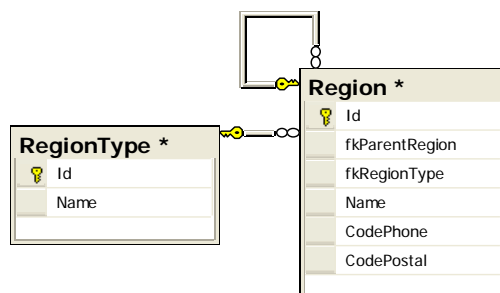 RegionType *
Id
Name
Region *
Id
fkParentRegion
fkRegionType
Name
CodePhone
CodePostal